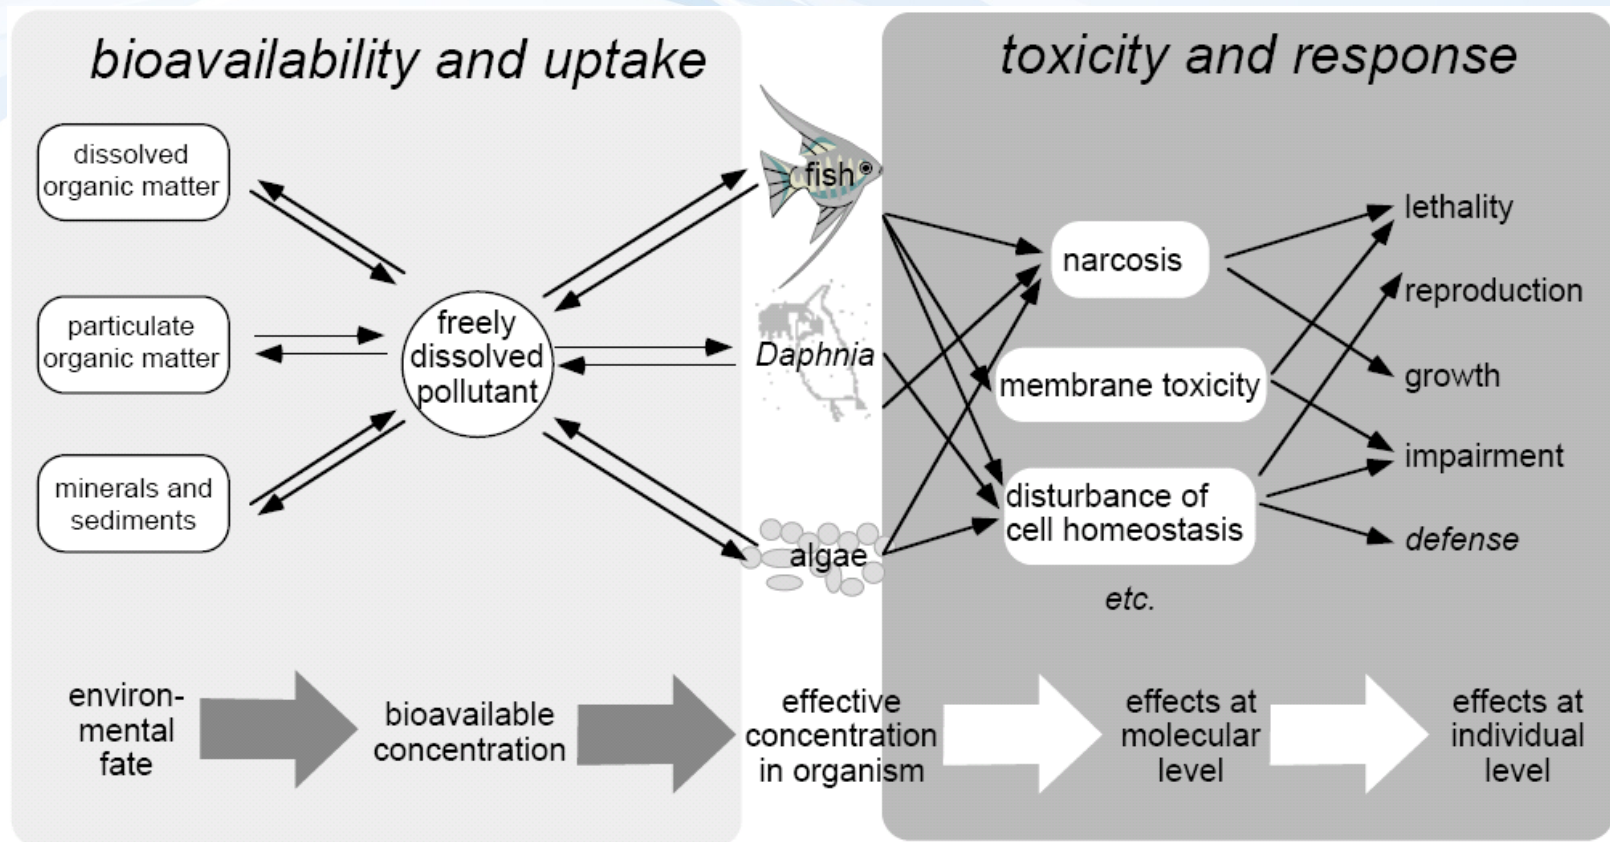 bioavailability and uptake
toxicity and response
dissolved
organic matter
particulate
organic matter
minerals and
sediments
freely
dissolved
pollutant
fish
Daphnia
algae
narcosis
membrane toxicity
disturbance of
cell homeostasis
etc.
lethality
reproduction
growth
impairment
defense
environ-
mental
fate
bioavailable
concentration
effective
concentration
in organism
effects at
molecular
level
effects at
individual
level